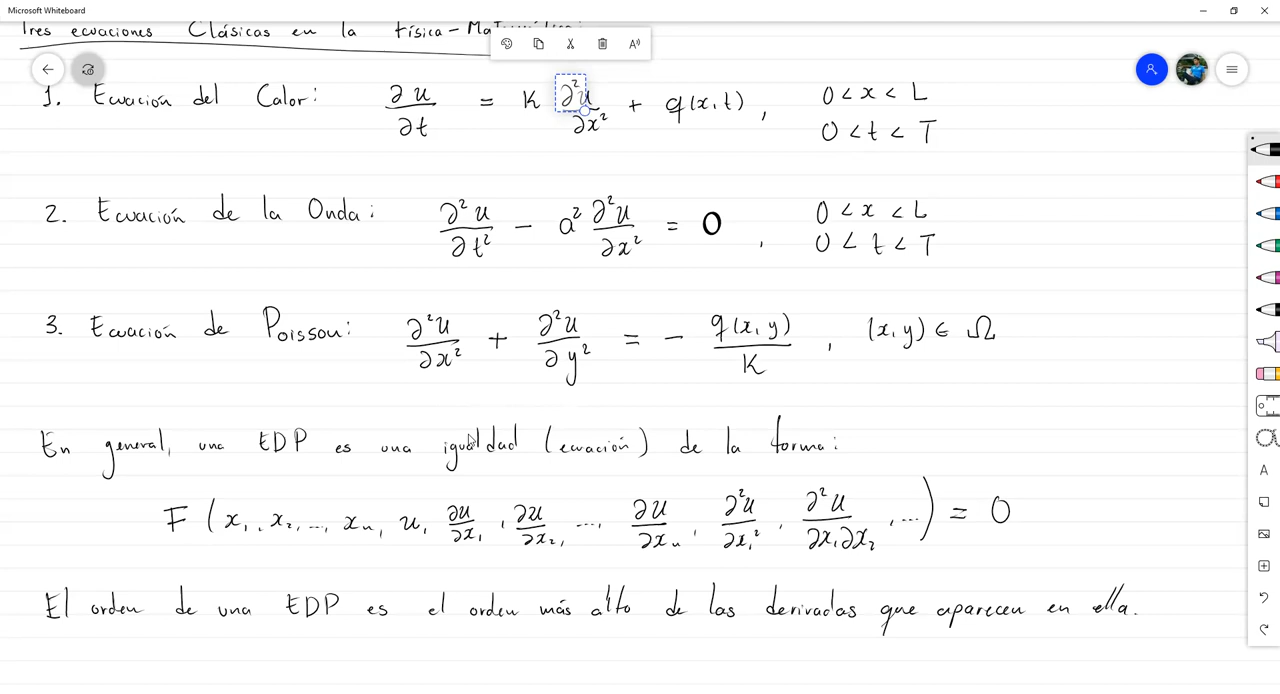 Microsoft Whiteboard
Tres ecuaciones Clásicas en la Física-Matemática:
1. Ecuación del Calor: ∂u/∂t = K ∂²u/∂x² + q(x,t), 0 < x < L
0 < t < T
2. Ecuación de la Onda: ∂²u/∂t² - a² ∂²u/∂x² = 0, 0 < x < L
0 < t < T
3. Ecuación de Poisson: ∂²u/∂x² + ∂²u/∂y² = - q(x,y)/K, (x,y) ∈ Ω
En general, una EDP es una igualdad (ecuación) de la forma:
F(x₁, x₂, ..., xₙ, u, ∂u/∂x₁, ∂u/∂x₂, ..., ∂u/∂xₙ, ∂²u/∂x₁², ∂²u/∂x₁∂x₂, ...) = 0
El orden de una EDP es el orden más alto de las derivadas que aparecen en ella.